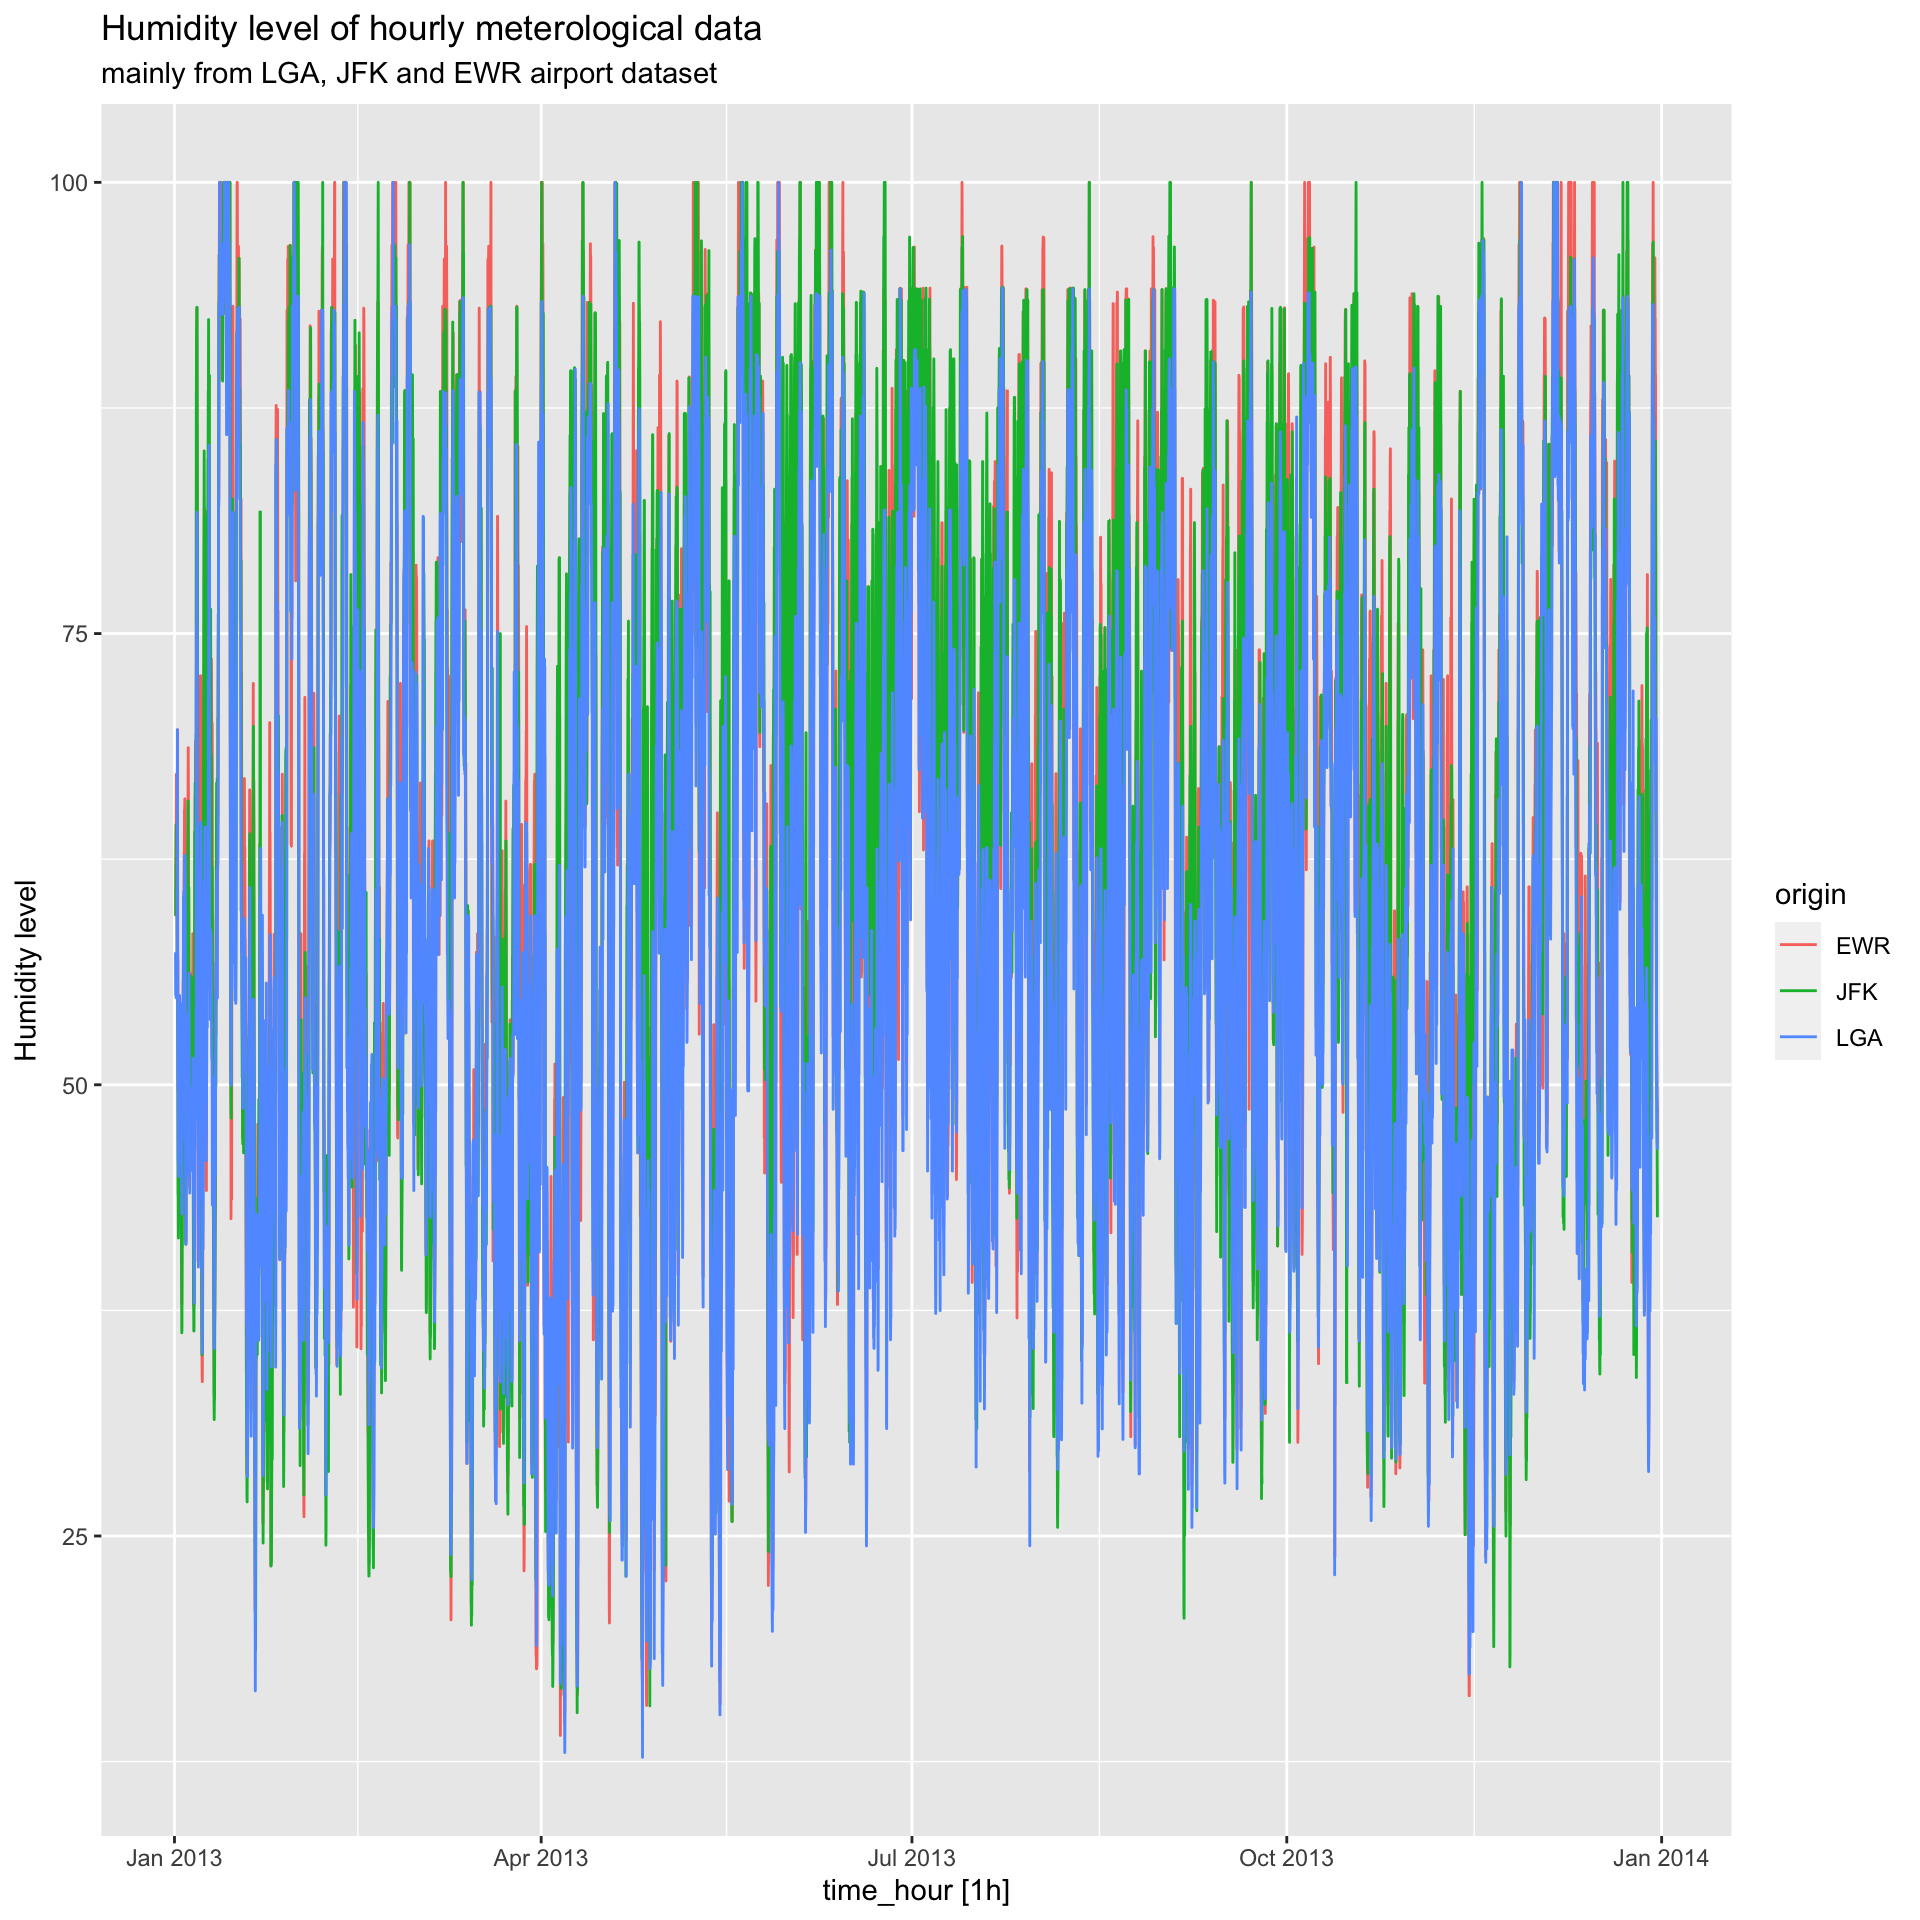 Humidity level of hourly meterological data
mainly from LGA, JFK and EWR airport dataset
Humidity level
100
75
50
25
Jan 2013
Apr 2013
Jul 2013
Oct 2013
Jan 2014
time_hour [1h]
origin
EWR
JFK
LGA